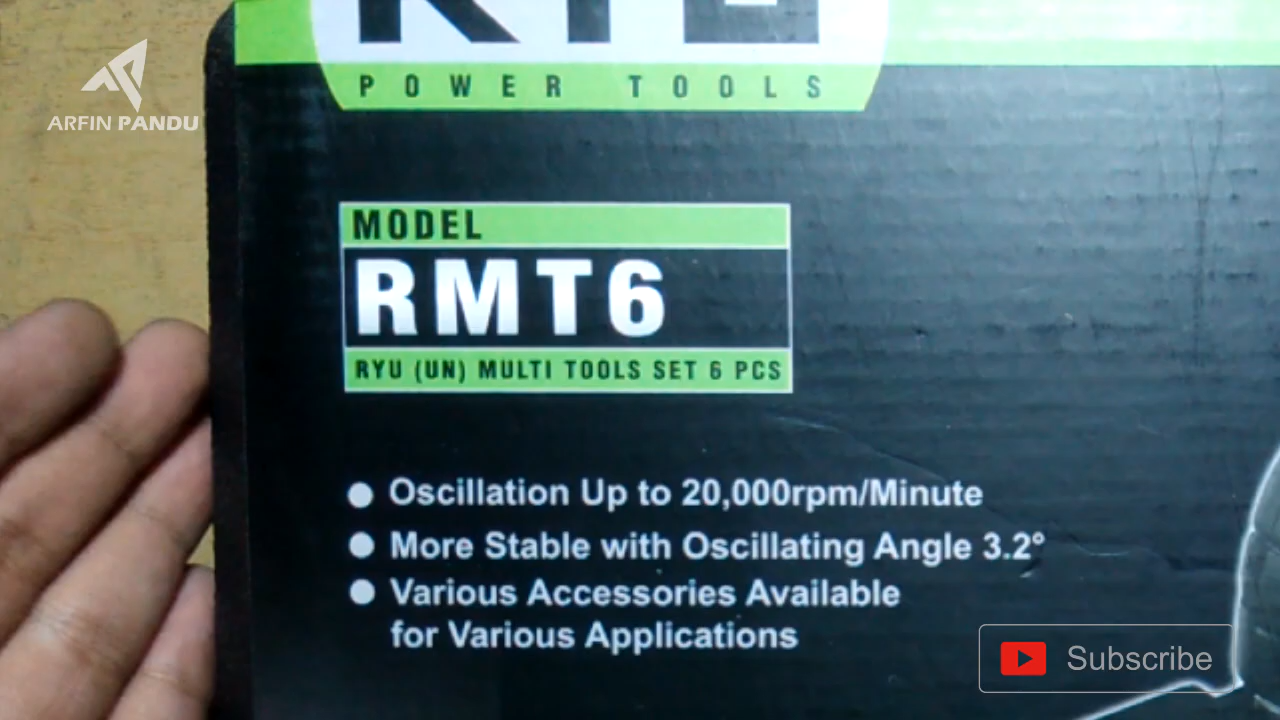 ARFIN PANDU
POWER TOOLS
MODEL
RMT6
RYU (UN) MULTI TOOLS SET 6 PCS
Oscillation Up to 20,000rpm/Minute
More Stable with Oscillating Angle 3.2°
Various Accessories Available
for Various Applications
Subscribe